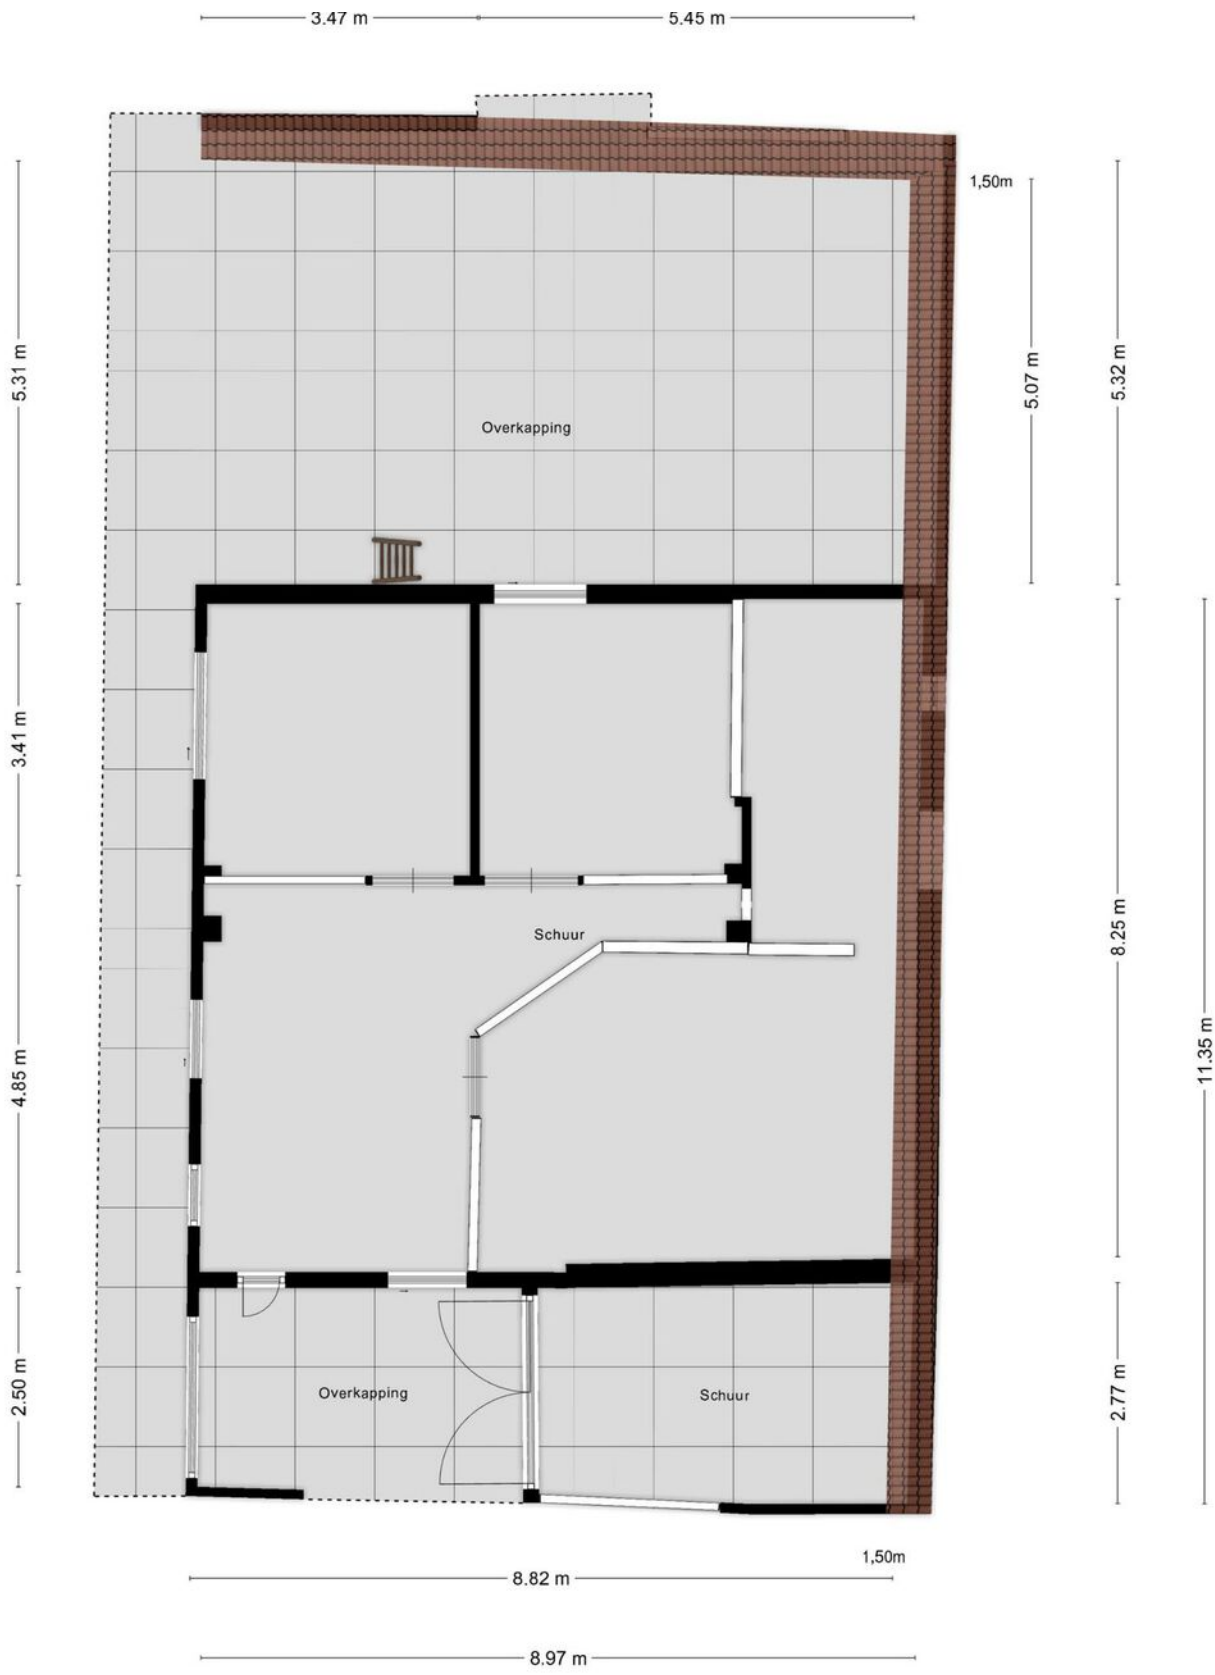 3.47 m
5.45 m
1,50m
5.31 m
5.07 m
5.32 m
Overkapping
3.41 m
Schuur
8.25 m
11.35 m
4.85 m
2.50 m
Overkapping
Schuur
2.77 m
1,50m
8.82 m
8.97 m